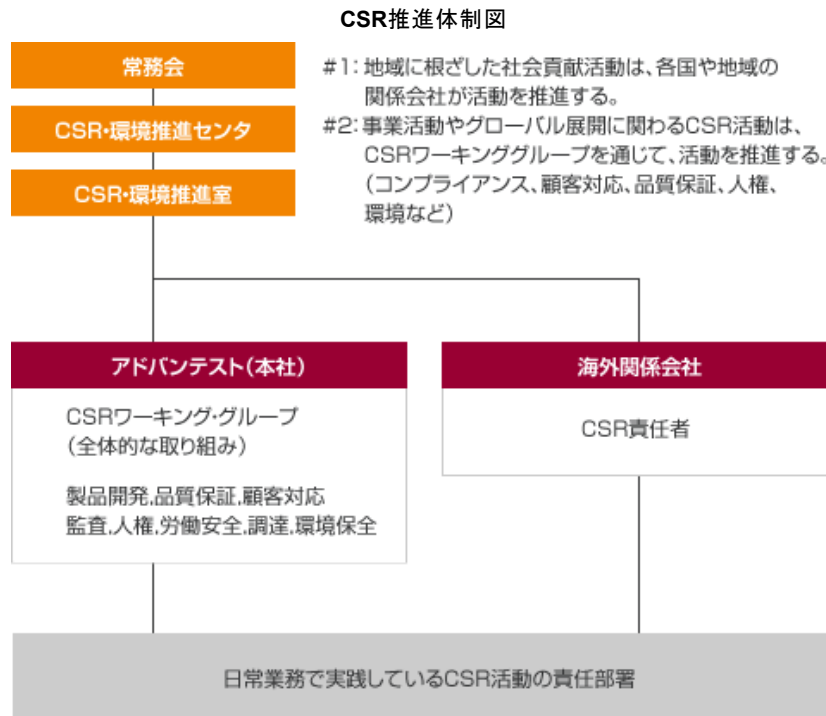 CSR推進体制図
常務会
CSR・環境推進センタ
CSR・環境推進室
#1：地域に根ざした社会貢献活動は、各国や地域の
関係会社が活動を推進する。
#2：事業活動やグローバル展開に関わるCSR活動は、
CSRワーキンググループを通じて、活動を推進する。
（コンプライアンス、顧客対応、品質保証、人権、
環境など）
アドバンテスト（本社）
CSRワーキング・グループ
（全体的な取り組み）
製品開発,品質保証,顧客対応
監査,人権,労働安全,調達,環境保全
海外関係会社
CSR責任者
日常業務で実践しているCSR活動の責任部署